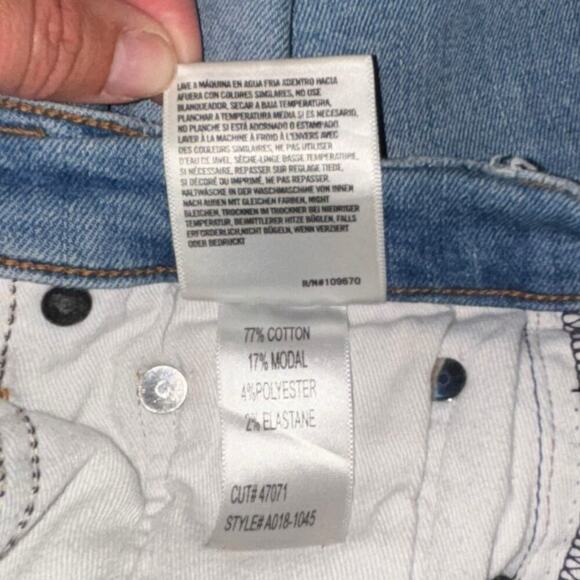 LAVE A MÁQUINA EN AGUA FRIA ADENTRO HACIA
AFUERA CON COLORES SIMILARES, NO USE
BLANQUEADOR, SECAR A BAJA TEMPERATURA,
PLANCHAR A TEMPERATURA MEDIA SI ES NECESARIO,
NO PLANCHE SI ESTÁ ADORNADO O ESTAMPADO.
LAVER À LA MACHINE À FROID À L'ENVERS AVEC
DES COULEURS SIMILAIRES, NE PAS UTILISER
D'EAU DE JAVEL, SÈCHE-LINGE BASSE TEMPÉRATURE,
SI NÉCESSAIRE, REPASSER SUR RÉGLAGE TIÈDE,
SI DÉCORÉ OU IMPRIMÉ, NE PAS REPASSER.
KALTWÄSCHE IN DER WASCHMASCHINE VON INNEN
NACH AUßEN MIT GLEICHEN FARBEN, NICHT
BLEICHEN, TROCKNEN IM TROCKNER BEI NIEDRIGER
TEMPERATUR, BEI MITTLERER HITZE BÜGELN, FALLS
ERFORDERLICH, NICHT BÜGELN, WENN VERZIERT
ODER BEDRUCKT
R/N#109670
77% COTTON
17% MODAL
4% POLYESTER
2% ELASTANE
CUT# 47071
STYLE# A018-1045